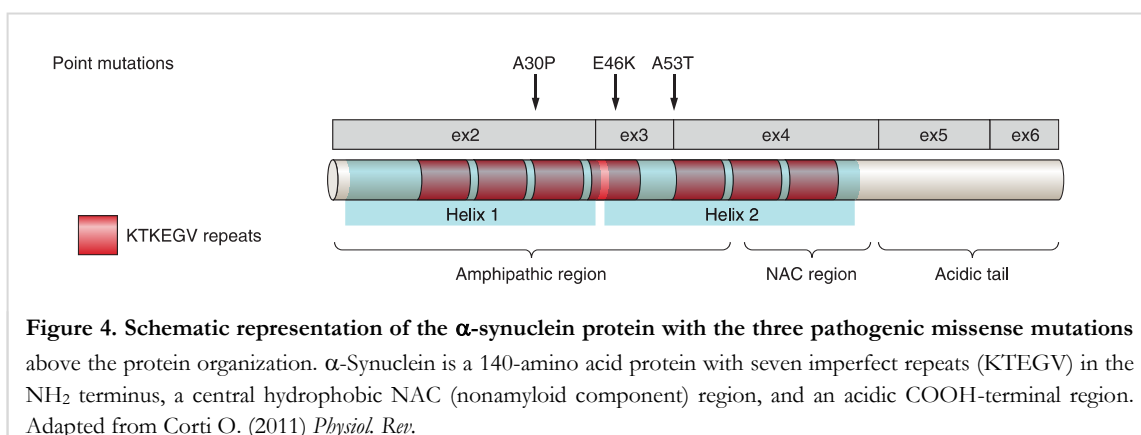 Point mutations
A30P E46K A53T
ex2 ex3 ex4 ex5 ex6
Helix 1 Helix 2
KTKEGV repeats
Amphipathic region NAC region Acidic tail
Figure 4. Schematic representation of the α-synuclein protein with the three pathogenic missense mutations
above the protein organization. α-Synuclein is a 140-amino acid protein with seven imperfect repeats (KTEGV) in the
NH2 terminus, a central hydrophobic NAC (nonamyloid component) region, and an acidic COOH-terminal region.
Adapted from Corti O. (2011) Physiol. Rev.